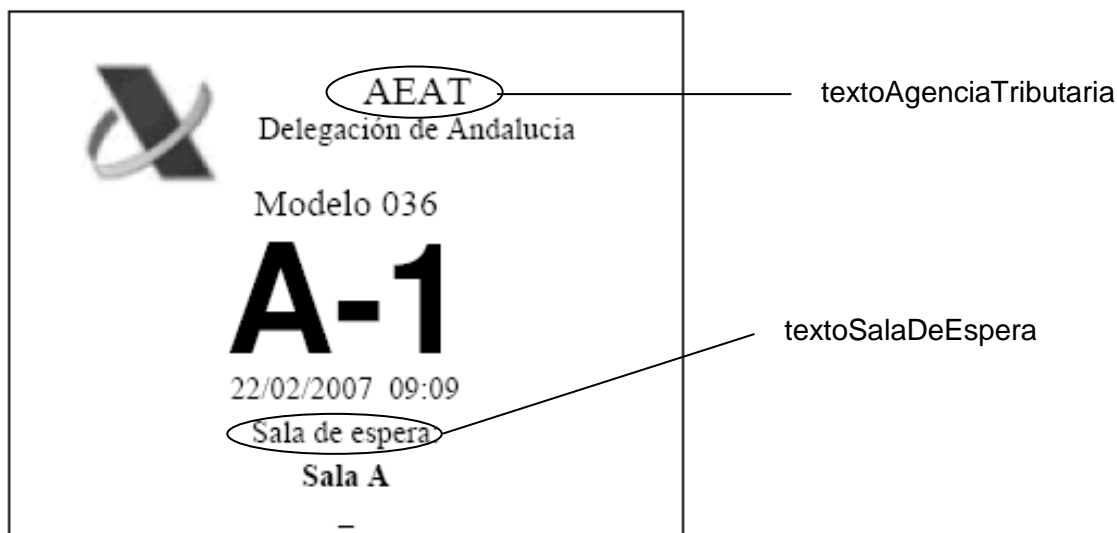 AEAT
textoAgenciaTributaria
Delegación de Andalucia
Modelo 036
A-1
textoSalaDeEspera
22/02/2007 09:09
Sala de espera
Sala A
–